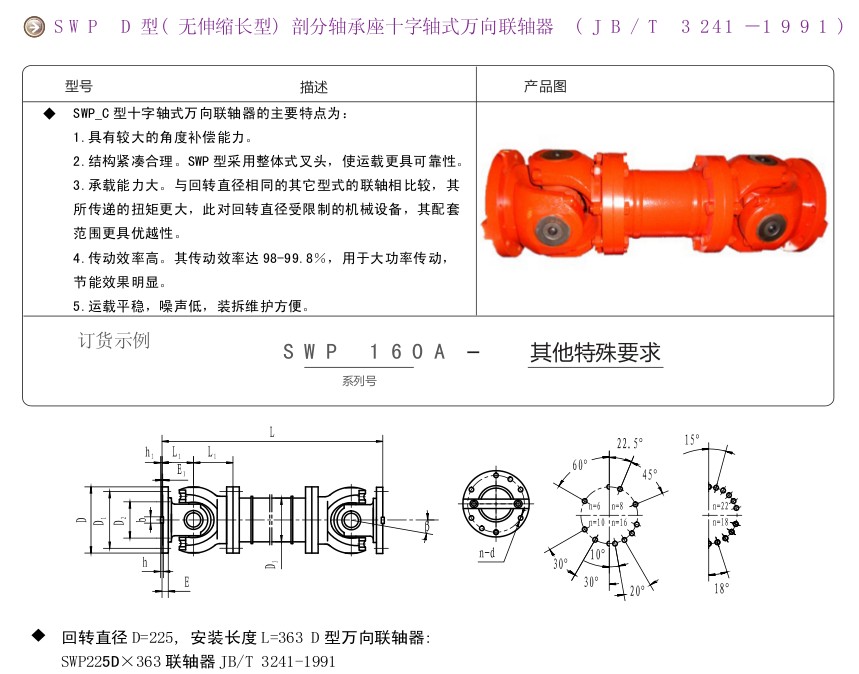 SWP D型(无伸缩长型) 剖分轴承座十字轴式万向联轴器 (JB/T 3241－1991)
型号 描述 产品图
◆ SWP_C 型十字轴式万向联轴器的主要特点为：
1.具有较大的角度补偿能力。
2.结构紧凑合理。SWP 型采用整体式叉头，使运载更具可靠性。
3.承载能力大。与回转直径相同的其它型式的联轴相比较，其
所传递的扭矩更大，此对回转直径受限制的机械设备，其配套
范围更具优越性。
4.传动效率高。其传动效率达 98-99.8％，用于大功率传动，
节能效果明显。
5.运载平稳，噪声低，装拆维护方便。
订货示例
SWP 160A - 其他特殊要求
系列号
L
h₁ L₁ L₁
E₁
D D₁ D₂ b D₃ β
h
E
n-d
22.5°
60° 45°
n=6 n=8
n=10 n=16
10°
30° 30° 20°
15°
n=22
n=18
18°
◆ 回转直径 D=225, 安装长度 L=363 D 型万向联轴器:
SWP225D×363 联轴器 JB/T 3241-1991